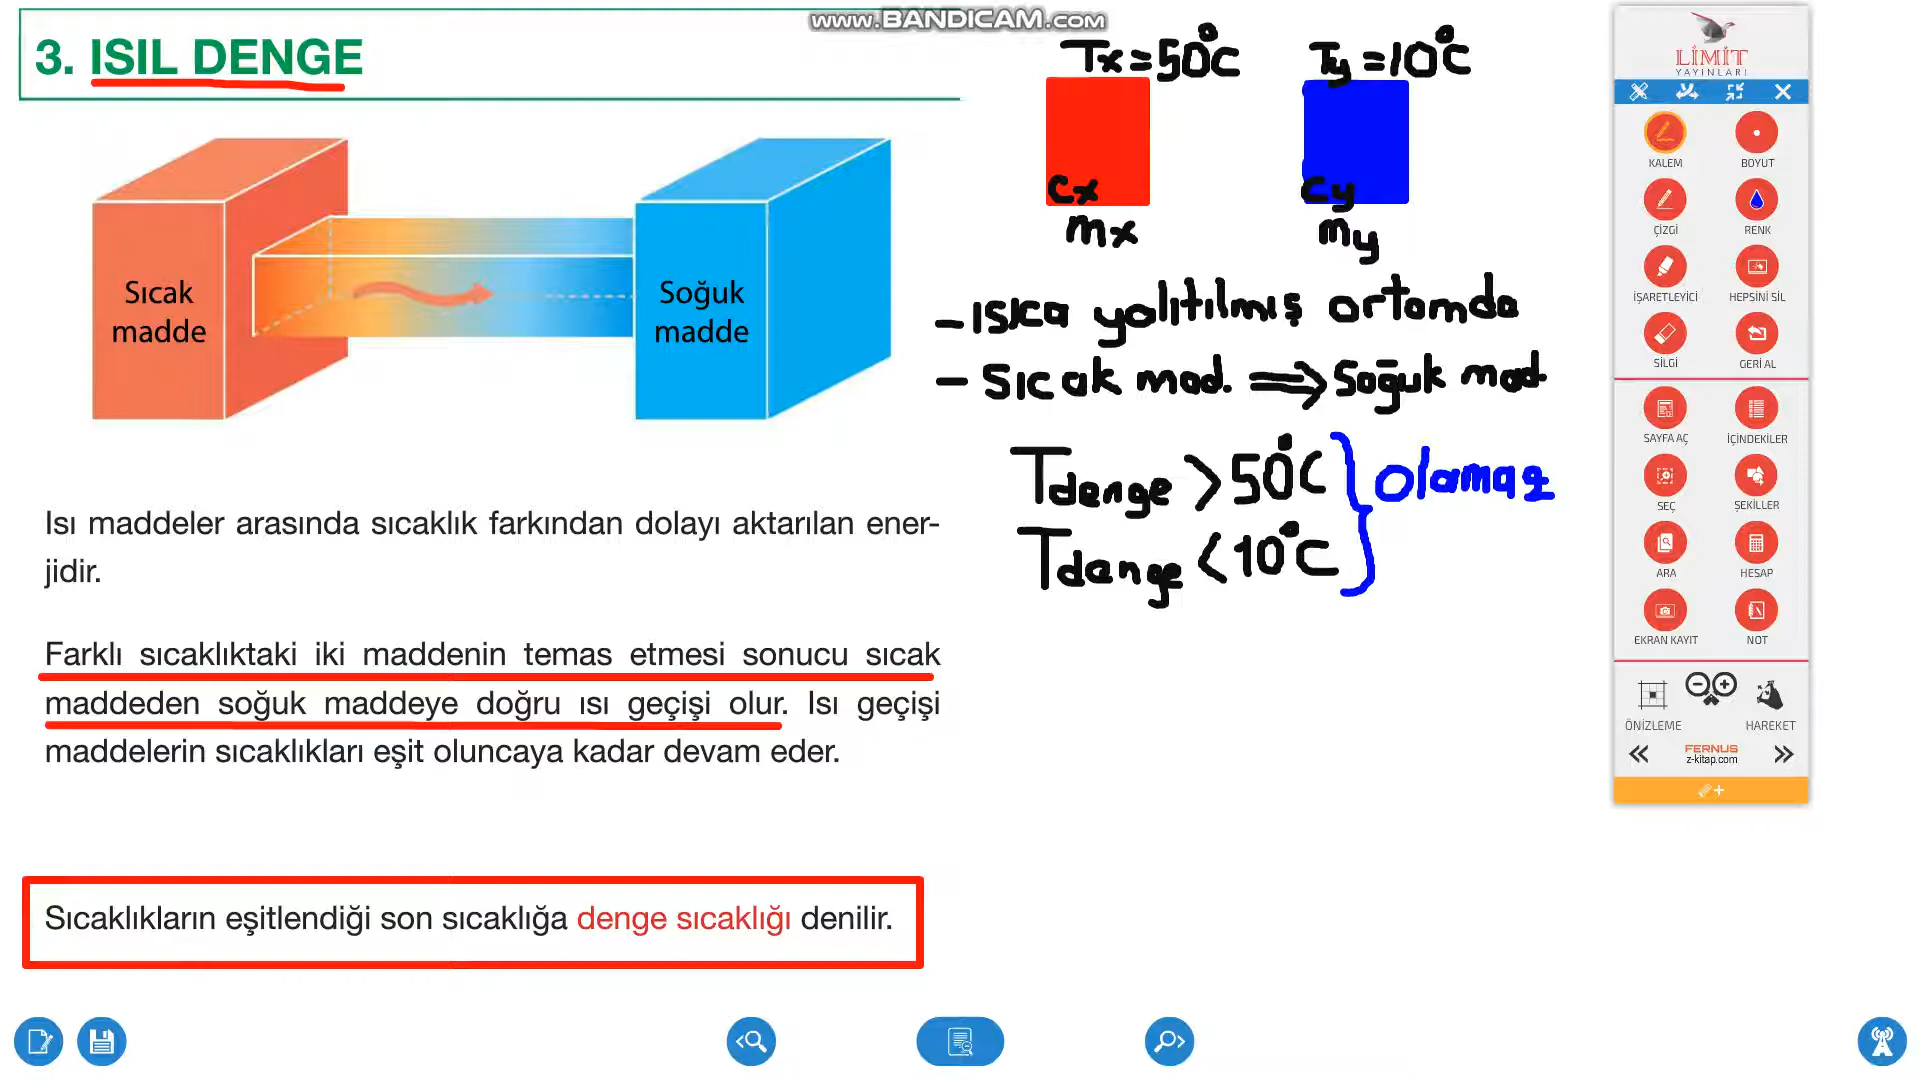 www.BANDICAM.com
3. ISIL DENGE
Sıcak
madde
Soğuk
madde
Isı maddeler arasında sıcaklık farkından dolayı aktarılan ener-
jidir.
Farklı sıcaklıktaki iki maddenin temas etmesi sonucu sıcak
maddeden soğuk maddeye doğru ısı geçişi olur. Isı geçişi
maddelerin sıcaklıkları eşit oluncaya kadar devam eder.
Sıcaklıkların eşitlendiği son sıcaklığa denge sıcaklığı denilir.
Tx=50°C Ty=10°C
Cx Cy
mx my
- ısıca yalıtılmış ortamda
- Sıcak mad. ⟹ Soğuk mad.
Tdenge > 50°C
Tdenge < 10°C
olamaz
LİMİT
YAYINLARI
KALEM BOYUT
ÇİZGİ RENK
İŞARETLEYİCİ HEPSİNİ SİL
SİLGİ GERİ AL
SAYFA AÇ İÇİNDEKİLER
SEÇ ŞEKİLLER
ARA HESAP
EKRAN KAYIT NOT
ÖNİZLEME HAREKET
FERNUS
z-kitap.com